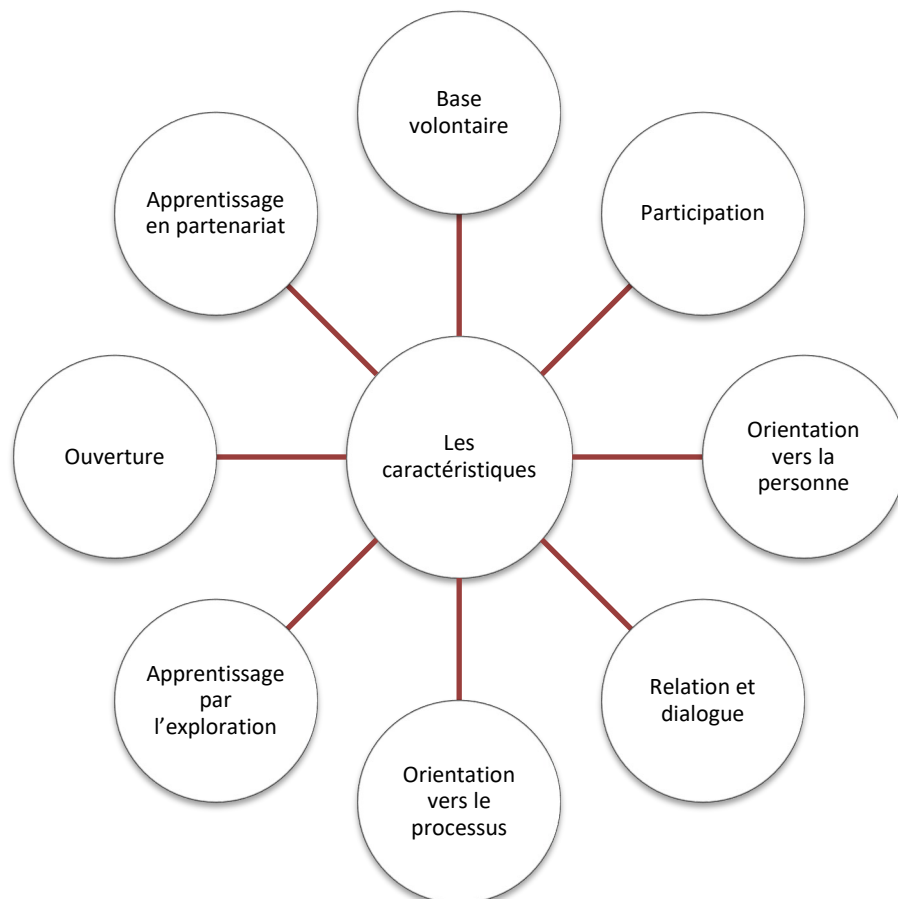 Base
volontaire
Participation
Orientation
vers la
personne
Relation et
dialogue
Orientation
vers le
processus
Apprentissage
par
l’exploration
Ouverture
Apprentissage
en partenariat
Les
caractéristiques